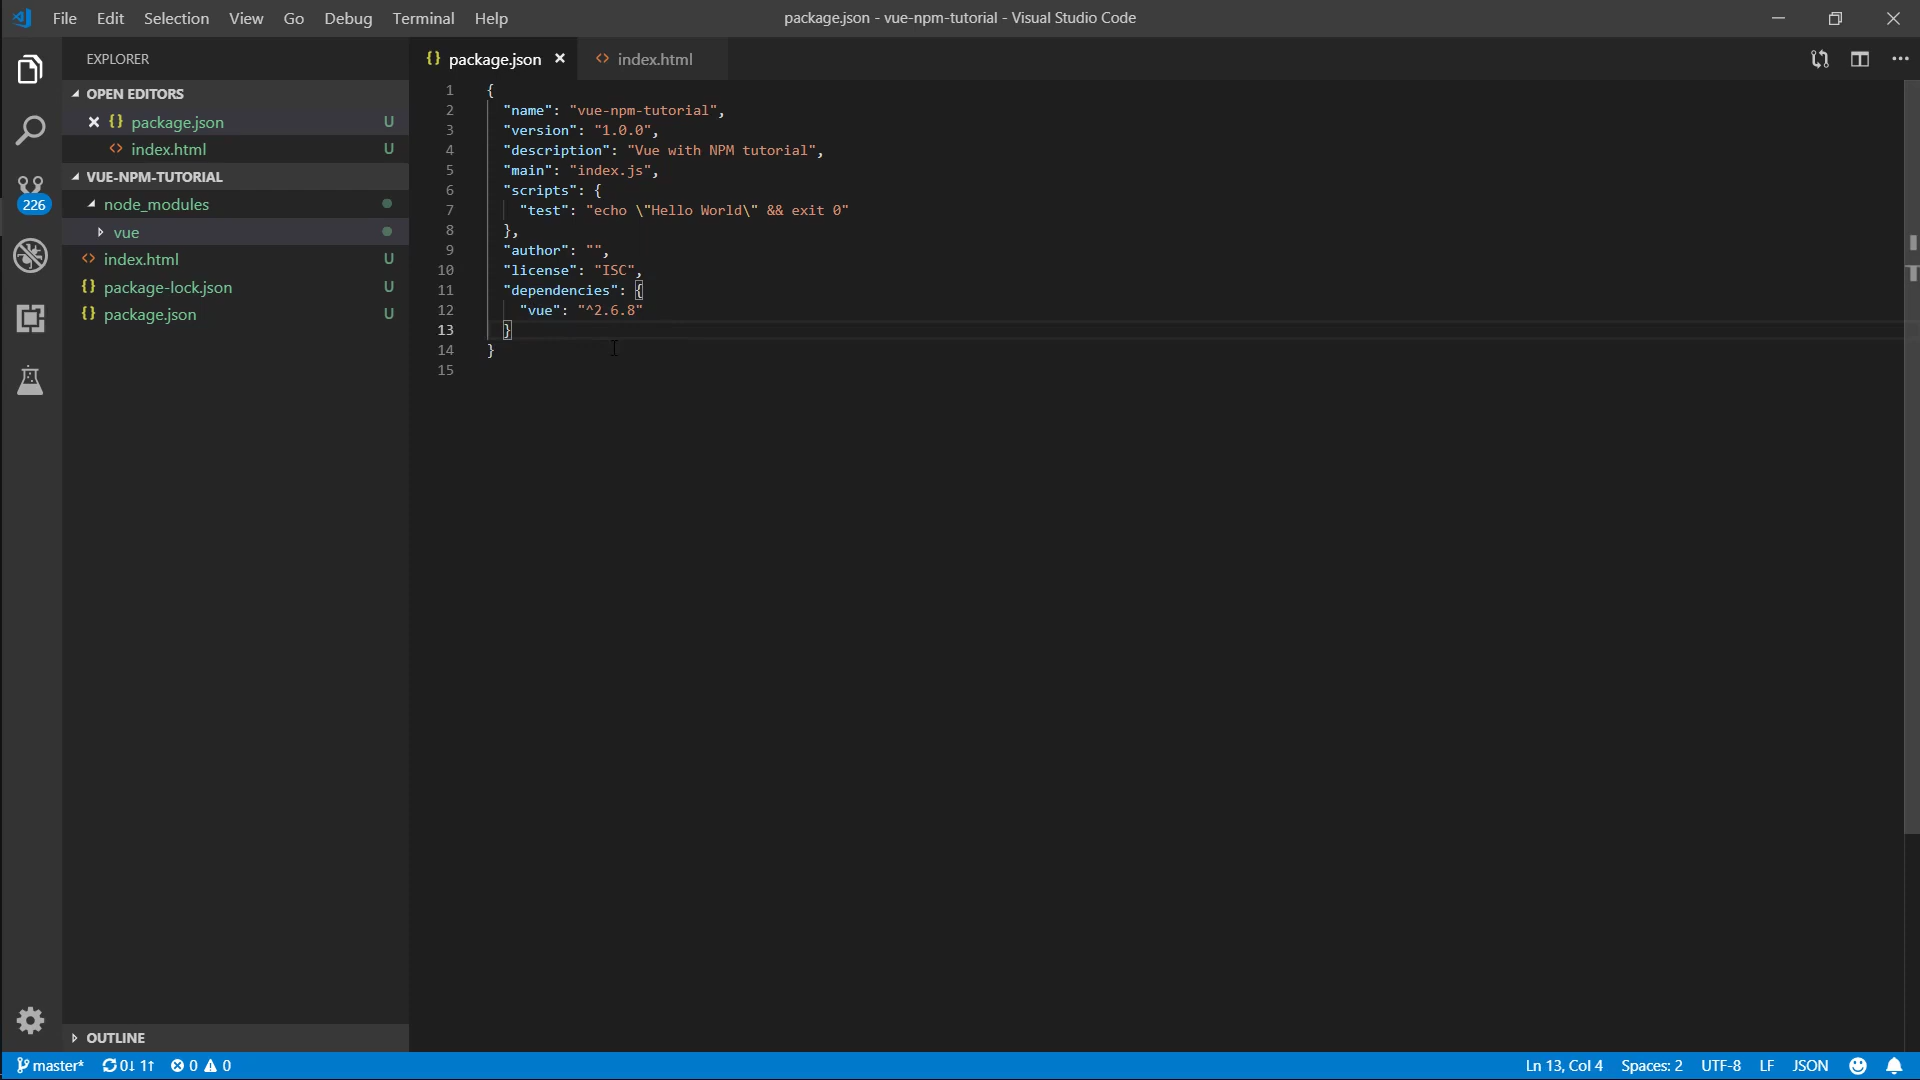 File Edit Selection View Go Debug Terminal Help
package.json - vue-npm-tutorial - Visual Studio Code
EXPLORER
OPEN EDITORS
{} package.json U
<> index.html U
VUE-NPM-TUTORIAL
node_modules
vue
<> index.html U
{} package-lock.json U
{} package.json U
226
OUTLINE
{} package.json × <> index.html
1 {
2 "name": "vue-npm-tutorial",
3 "version": "1.0.0",
4 "description": "Vue with NPM tutorial",
5 "main": "index.js",
6 "scripts": {
7 "test": "echo \"Hello World\" && exit 0"
8 },
9 "author": "",
10 "license": "ISC",
11 "dependencies": {
12 "vue": "^2.6.8"
13 }
14 }
15
master* 0↓ 1↑ 0 0
Ln 13, Col 4 Spaces: 2 UTF-8 LF JSON